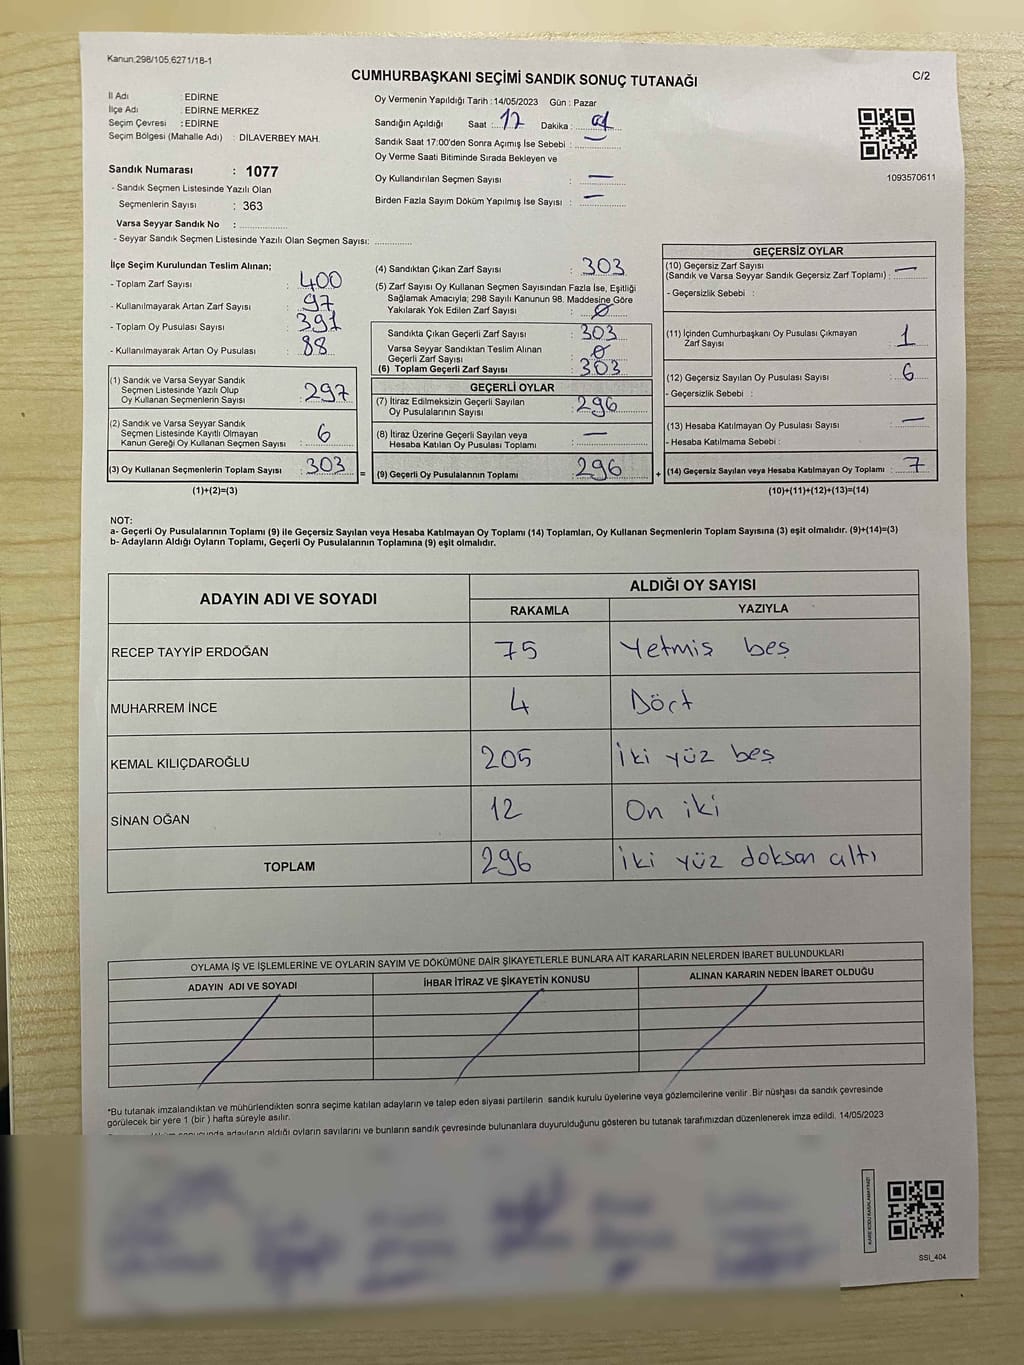 Kanun;298/105,6271/18-1
C/2
CUMHURBAŞKANI SEÇİMİ SANDIK SONUÇ TUTANAĞI
İl Adı : EDİRNE
İlçe Adı : EDİRNE MERKEZ
Seçim Çevresi : EDİRNE
Seçim Bölgesi (Mahalle Adı) : DİLAVERBEY MAH.
Sandık Numarası : 1077
- Sandık Seçmen Listesinde Yazılı Olan
Seçmenlerin Sayısı : 363
Varsa Seyyar Sandık No : ...............
- Seyyar Sandık Seçmen Listesinde Yazılı Olan Seçmen Sayısı: ............
Oy Vermenin Yapıldığı Tarih : 14/05/2023 Gün : Pazar
Sandığın Açıldığı Saat :... 17 Dakika : 01
Sandık Saat 17:00'den Sonra Açımış İse Sebebi : ..............
Oy Verme Saati Bitiminde Sırada Bekleyen ve
Oy Kullandırılan Seçmen Sayısı : —
Birden Fazla Sayım Döküm Yapılmış İse Sayısı : —
1093570611
İlçe Seçim Kurulundan Teslim Alınan;
- Toplam Zarf Sayısı : 400
- Kullanılmayarak Artan Zarf Sayısı : 97
- Toplam Oy Pusulası Sayısı : 391
- Kullanılmayarak Artan Oy Pusulası : 88
(1) Sandık ve Varsa Seyyar Sandık
Seçmen Listesinde Yazılı Olup
Oy Kullanan Seçmenlerin Sayısı : 297
(2) Sandık ve Varsa Seyyar Sandık
Seçmen Listesinde Kayıtlı Olmayan
Kanun Gereği Oy Kullanan Seçmen Sayısı : 6
(3) Oy Kullanan Seçmenlerin Toplam Sayısı : 303
(1)+(2)=(3)
(4) Sandıktan Çıkan Zarf Sayısı : 303
(5) Zarf Sayısı Oy Kullanan Seçmen Sayısından Fazla İse, Eşitliği
Sağlamak Amacıyla; 298 Sayılı Kanunun 98. Maddesine Göre
Yakılarak Yok Edilen Zarf Sayısı : 0
Sandıkta Çıkan Geçerli Zarf Sayısı : 303
Varsa Seyyar Sandıktan Teslim Alınan
Geçerli Zarf Sayısı : 0
(6) Toplam Geçerli Zarf Sayısı : 303
GEÇERLİ OYLAR
(7) İtiraz Edilmeksizin Geçerli Sayılan
Oy Pusulalarının Sayısı : 296
(8) İtiraz Üzerine Geçerli Sayılan veya
Hesaba Katılan Oy Pusulası Toplamı : —
= (9) Geçerli Oy Pusulalarının Toplamı : 296
GEÇERSİZ OYLAR
(10) Geçersiz Zarf Sayısı
(Sandık ve Varsa Seyyar Sandık Geçersiz Zarf Toplamı) : —
- Geçersizlik Sebebi :
(11) İçinden Cumhurbaşkanı Oy Pusulası Çıkmayan
Zarf Sayısı : 1
(12) Geçersiz Sayılan Oy Pusulası Sayısı : 6
- Geçersizlik Sebebi :
(13) Hesaba Katılmayan Oy Pusulası Sayısı : —
- Hesaba Katılmama Sebebi :
+ (14) Geçersiz Sayılan veya Hesaba Katılmayan Oy Toplamı : 7
(10)+(11)+(12)+(13)=(14)
NOT:
a- Geçerli Oy Pusulalarının Toplamı (9) ile Geçersiz Sayılan veya Hesaba Katılmayan Oy Toplamı (14) Toplamları, Oy Kullanan Seçmenlerin Toplam Sayısına (3) eşit olmalıdır. (9)+(14)=(3)
b- Adayların Aldığı Oyların Toplamı, Geçerli Oy Pusulalarının Toplamına (9) eşit olmalıdır.
ADAYIN ADI VE SOYADI
ALDIĞI OY SAYISI
RAKAMLA YAZIYLA
RECEP TAYYİP ERDOĞAN 75 Yetmiş beş
MUHARREM İNCE 4 Dört
KEMAL KILIÇDAROĞLU 205 İki yüz beş
SİNAN OĞAN 12 On iki
TOPLAM 296 İki yüz doksan altı
OYLAMA İŞ VE İŞLEMLERİNE VE OYLARIN SAYIM VE DÖKÜMÜNE DAİR ŞİKAYETLERLE BUNLARA AİT KARARLARIN NELERDEN İBARET BULUNDUKLARI
ADAYIN ADI VE SOYADI İHBAR İTİRAZ VE ŞİKAYETİN KONUSU ALINAN KARARIN NEDEN İBARET OLDUĞU
*Bu tutanak imzalandıktan ve mühürlendikten sonra seçime katılan adayların ve talep eden siyasi partilerin sandık kurulu üyelerine veya gözlemcilerine verilir .Bir nüshası da sandık çevresinde
görülecek bir yere 1 (bir ) hafta süreyle asılır.
adayların aldığı oyların sayılarını ve bunların sandık çevresinde bulunanlara duyurulduğunu gösteren bu tutanak tarafımızdan düzenlenerek imza edildi. 14/05/2023
SSI_404